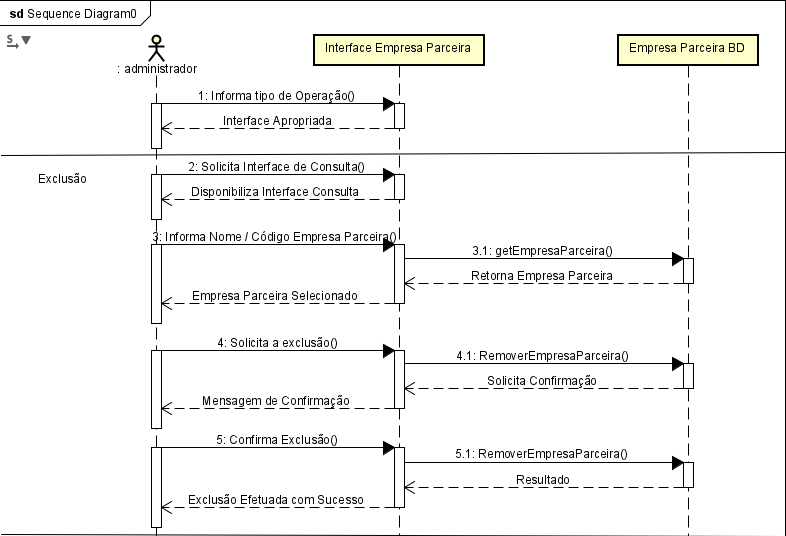 sd Sequence Diagram0
S
: administrador
Interface Empresa Parceira
Empresa Parceira BD
1: Informa tipo de Operação()
Interface Apropriada
Exclusão
2: Solicita Interface de Consulta()
Disponibiliza Interface Consulta
3: Informa Nome / Código Empresa Parceira()
3.1: getEmpresaParceira()
Retorna Empresa Parceira
Empresa Parceira Selecionado
4: Solicita a exclusão()
4.1: RemoverEmpresaParceira()
Solicita Confirmação
Mensagem de Confirmação
5: Confirma Exclusão()
5.1: RemoverEmpresaParceira()
Resultado
Exclusão Efetuada com Sucesso